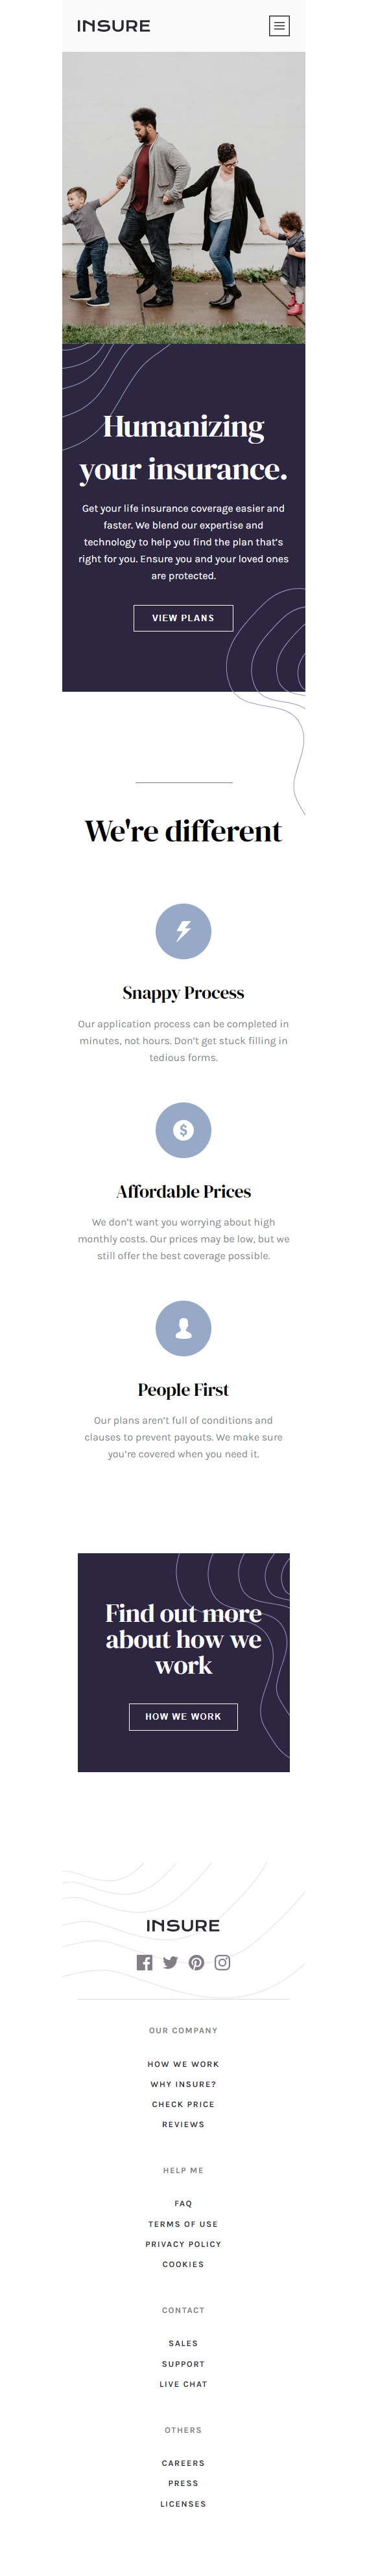 INSURE
Humanizing
your insurance.
Get your life insurance coverage easier and
faster. We blend our expertise and
technology to help you find the plan that's
right for you. Ensure you and your loved ones
are protected.
VIEW PLANS
We're different
Snappy Process
Our application process can be completed in
minutes, not hours. Don't get stuck filling in
tedious forms.
$
Affordable Prices
We don't want you worrying about high
monthly costs. Our prices may be low, but we
still offer the best coverage possible.
People First
Our plans aren't full of conditions and
clauses to prevent payouts. We make sure
you're covered when you need it.
Find out more
about how we
work
HOW WE WORK
INSURE
OUR COMPANY
HOW WE WORK
WHY INSURE?
CHECK PRICE
REVIEWS
HELP ME
FAQ
TERMS OF USE
PRIVACY POLICY
COOKIES
CONTACT
SALES
SUPPORT
LIVE CHAT
OTHERS
CAREERS
PRESS
LICENSES